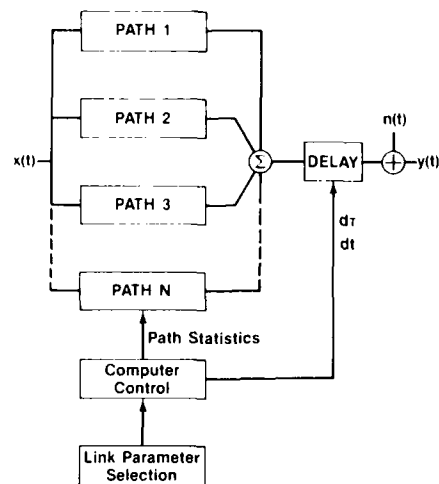 PATH 1
n(t)
PATH 2
x(t)
Σ
DELAY
+
y(t)
PATH 3
dτ
dt
PATH N
Path Statistics
Computer
Control
Link Parameter
Selection